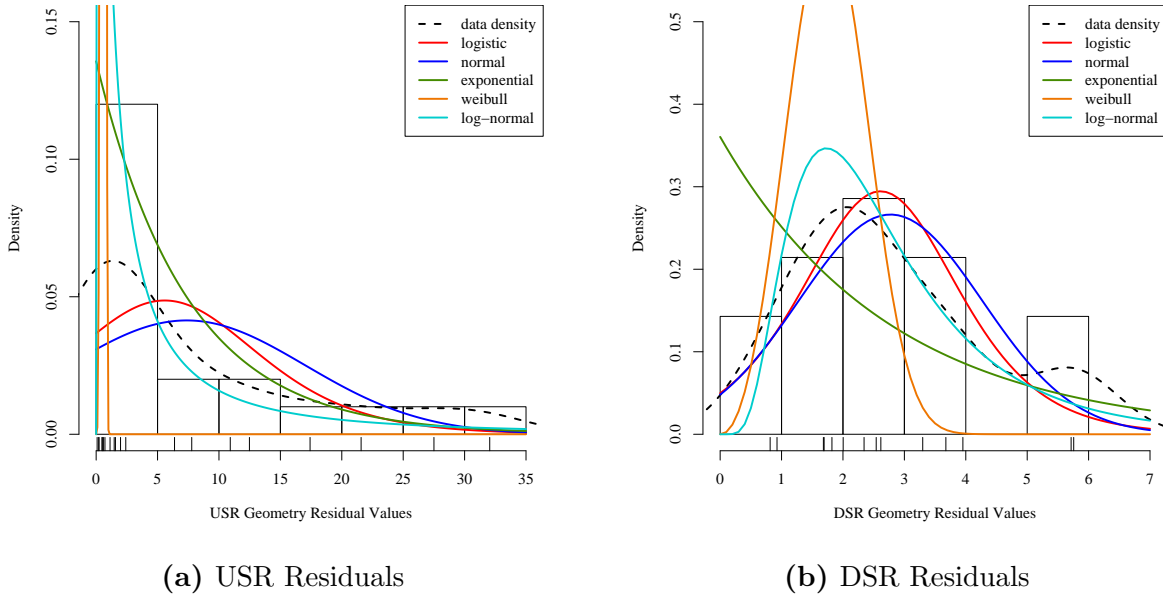 0.15
0.10
0.05
0.00
Density
data density
logistic
normal
exponential
weibull
log−normal
0 5 10 15 20 25 30 35
USR Geometry Residual Values
(a) USR Residuals
0.5
0.4
0.3
0.2
0.1
0.0
Density
data density
logistic
normal
exponential
weibull
log−normal
0 1 2 3 4 5 6 7
DSR Geometry Residual Values
(b) DSR Residuals